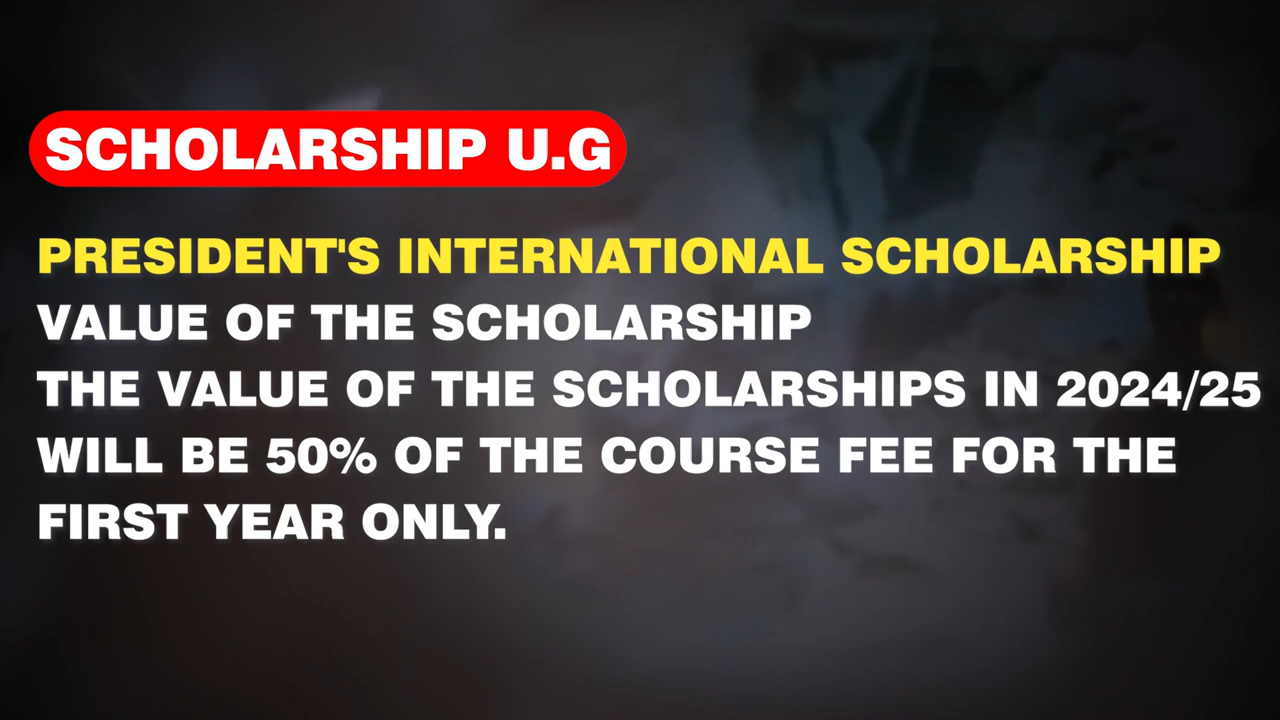 SCHOLARSHIP U.G
PRESIDENT'S INTERNATIONAL SCHOLARSHIP
VALUE OF THE SCHOLARSHIP
THE VALUE OF THE SCHOLARSHIPS IN 2024/25
WILL BE 50% OF THE COURSE FEE FOR THE
FIRST YEAR ONLY.